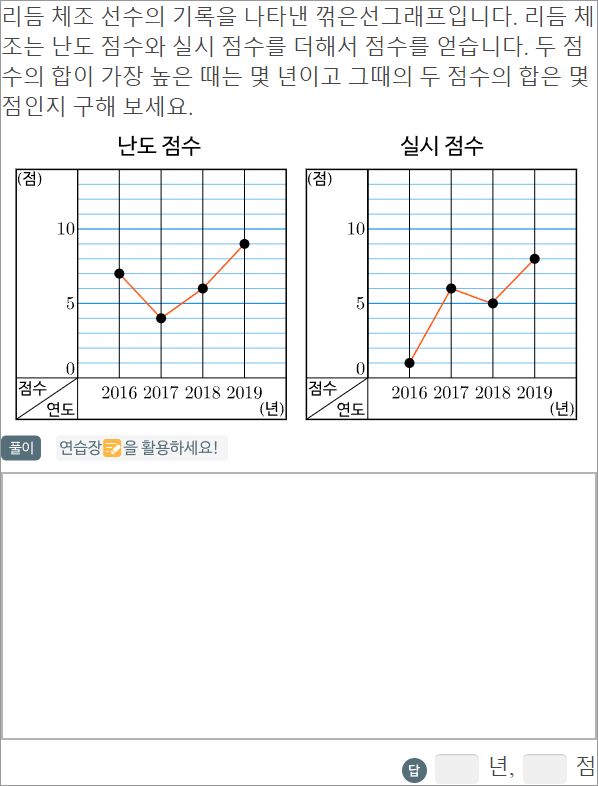 리듬 체조 선수의 기록을 나타낸 꺾은선그래프입니다. 리듬 체
조는 난도 점수와 실시 점수를 더해서 점수를 얻습니다. 두 점
수의 합이 가장 높은 때는 몇 년이고 그때의 두 점수의 합은 몇
점인지 구해 보세요.
난도 점수
(점)
10
5
0
점수
연도
2016 2017 2018 2019
(년)
실시 점수
(점)
10
5
0
점수
연도
2016 2017 2018 2019
(년)
풀이 연습장을 활용하세요!
답 년, 점